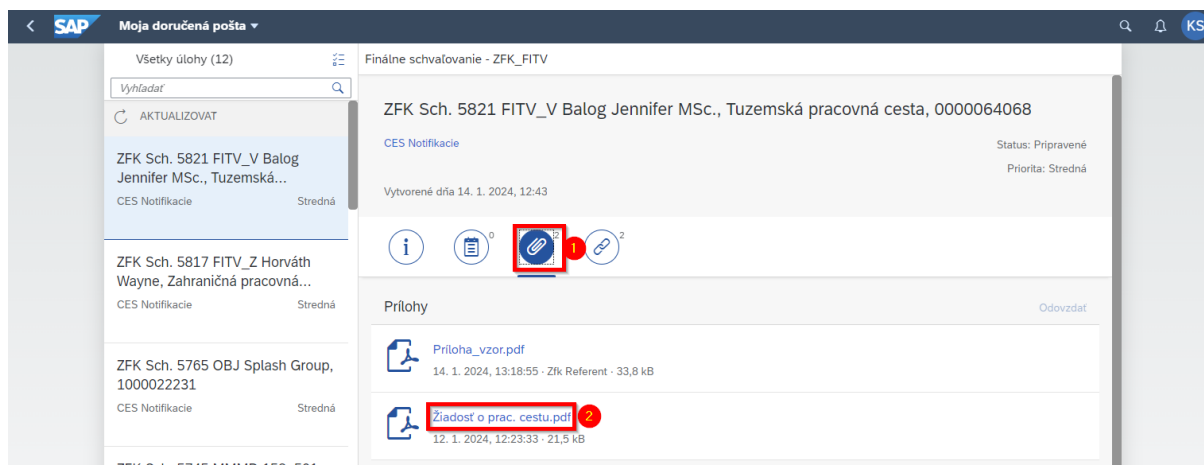 SAP Moja doručená pošta
KS
Všetky úlohy (12)
Vyhľadať
AKTUALIZOVAT
ZFK Sch. 5821 FITV_V Balog
Jennifer MSc., Tuzemská...
CES Notifikacie Stredná
ZFK Sch. 5817 FITV_Z Horváth
Wayne, Zahraničná pracovná...
CES Notifikacie Stredná
ZFK Sch. 5765 OBJ Splash Group,
1000022231
CES Notifikacie Stredná
Finálne schvaľovanie - ZFK_FITV
ZFK Sch. 5821 FITV_V Balog Jennifer MSc., Tuzemská pracovná cesta, 0000064068
CES Notifikacie
Status: Pripravené
Priorita: Stredná
Vytvorené dňa 14. 1. 2024, 12:43
0 2 1 2
Prílohy Odovzdat
Príloha_vzor.pdf
14. 1. 2024, 13:18:55 · Zfk Referent · 33,8 kB
Žiadosť o prac. cestu.pdf 2
12. 1. 2024, 12:23:33 · 21,5 kB